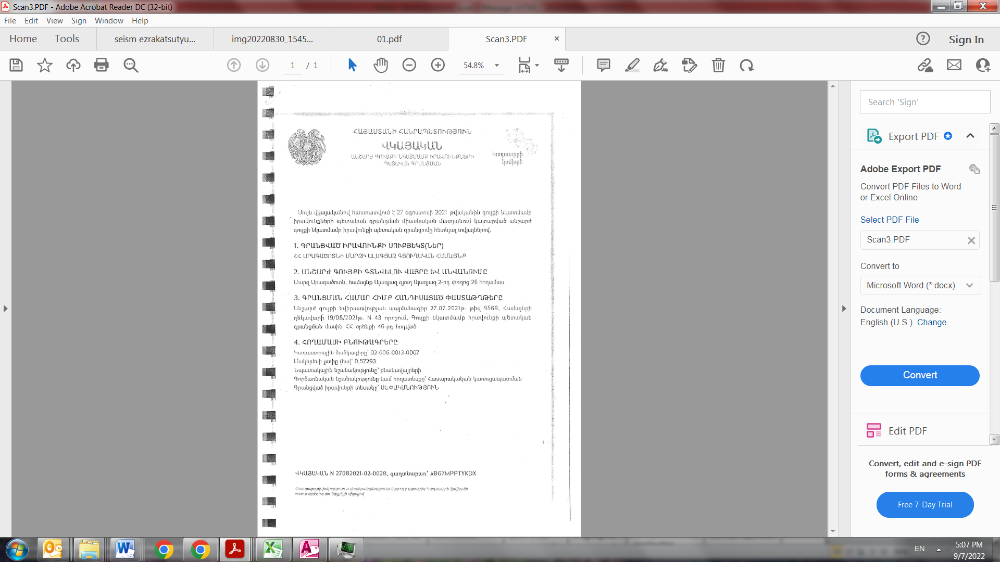 Scan3.PDF - Adobe Acrobat Reader DC (32-bit)
File Edit View Sign Window Help
Home Tools seism ezrakatsutyu... img20220830_1545... 01.pdf Scan3.PDF × Sign In
1 / 1 54.8%
ՀԱՅԱՍՏԱՆԻ ՀԱՆՐԱՊԵՏՈՒԹՅՈՒՆ
ՎԿԱՅԱԿԱՆ
ԱՆՇԱՐԺ ԳՈՒՅՔԻ ՆԿԱՏՄԱՄԲ ԻՐԱՎՈՒՆՔՆԵՐԻ
ՊԵՏԱԿԱՆ ԳՐԱՆՑՄԱՆ
Կադաստրի
կոմիտե
Սույն վկայականով հաստատվում է 27 օգոստոսի 2021 թվականին գույքի նկատմամբ
իրավունքների պետական գրանցման միասնական մատյանում կատարված անշարժ
գույքի նկատմամբ իրավունքի պետական գրանցումը հետևյալ տվյալներով.
1. ԳՐԱՆՑՎԱԾ ԻՐԱՎՈՒՆՔԻ ՍՈՒԲՅԵԿՏ(ՆԵՐ)
ՀՀ ԱՐԱԳԱԾՈՏՆԻ ՄԱՐԶԻ ԱԼԱԳՅԱԶ ԳՅՈՒՂԱԿԱՆ ՀԱՄԱՅՆՔ
2. ԱՆՇԱՐԺ ԳՈՒՅՔԻ ԳՏՆՎԵԼՈՒ ՎԱՅՐԸ ԵՎ ԱՆՎԱՆՈՒՄԸ
Մարզ Արագածոտն, համայնք Ալագյազ գյուղ Ալագյազ 2-րդ փողոց 26 հողամաս
3. ԳՐԱՆՑՄԱՆ ՀԱՄԱՐ ՀԻՄՔ ՀԱՆԴԻՍԱՑԱԾ ՓԱՍՏԱԹՂԹԵՐԸ
Անշարժ գույքի նվիրատվության պայմանագիր 27.07.2021թ. թիվ 9569, Համայնքի
ղեկավարի 19/08/2021թ. N 43 որոշում, Գույքի նկատմամբ իրավունքի պետական
գրանցման մասին ՀՀ օրենքի 46-րդ հոդված
4. ՀՈՂԱՄԱՍԻ ԲՆՈՒԹԱԳՐԵՐԸ
Կադաստրային ծածկագիրը՝ 02-006-0013-0007
Մակերեսի չափը (հա)՝ 0.57293
Նպատակային նշանակությունը՝ բնակավայրերի
Գործառնական նշանակությունը կամ հողատեսքը՝ Հասարակական կառուցապատման
Գրանցված իրավունքի տեսակը՝ ՍԵՓԱԿԱՆՈՒԹՅՈՒՆ
ՎԿԱՅԱԿԱՆ N 27082021-02-0028, գաղտնաբառ՝ ABG7MPPTYKDX
Փաստաթղթի իսկությունը և վավերականությունը կարող է ստուգվել Կադաստրի կոմիտեի
www.e-cadastre.am կայքէջի միջոցով
Search 'Sign'
Export PDF
Adobe Export PDF
Convert PDF Files to Word
or Excel Online
Select PDF File
Scan3.PDF
Convert to
Microsoft Word (*.docx)
Document Language:
English (U.S.) Change
Convert
Edit PDF
Convert, edit and e-sign PDF
forms & agreements
Free 7-Day Trial
EN
5:07 PM
9/7/2022